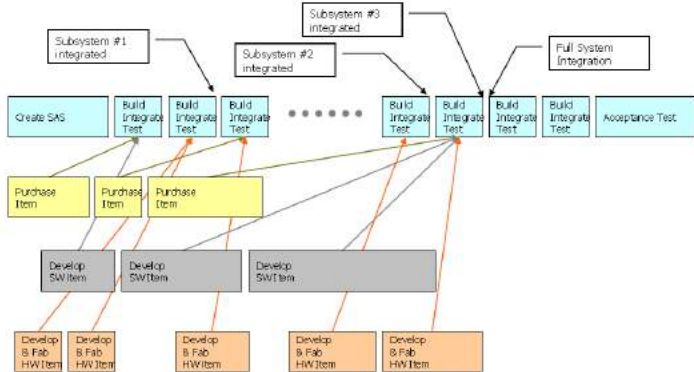 Subsystem #1
integrated
Subsystem #2
integrated
Subsystem #3
integrated
Full System
Integration
Create SAS
Build
Integrate
Test
Build
Integrate
Test
Build
Integrate
Test
Build
Integrate
Test
Build
Integrate
Test
Build
Integrate
Test
Build
Integrate
Test
Acceptance Test
Purchase
Item
Purchase
Item
Purchase
Item
Develop
SW Item
Develop
SW Item
Develop
SW Item
Develop
& Fab
HW Item
Develop
& Fab
HW Item
Develop
& Fab
HW Item
Develop
& Fab
HW Item
Develop
& Fab
HW Item